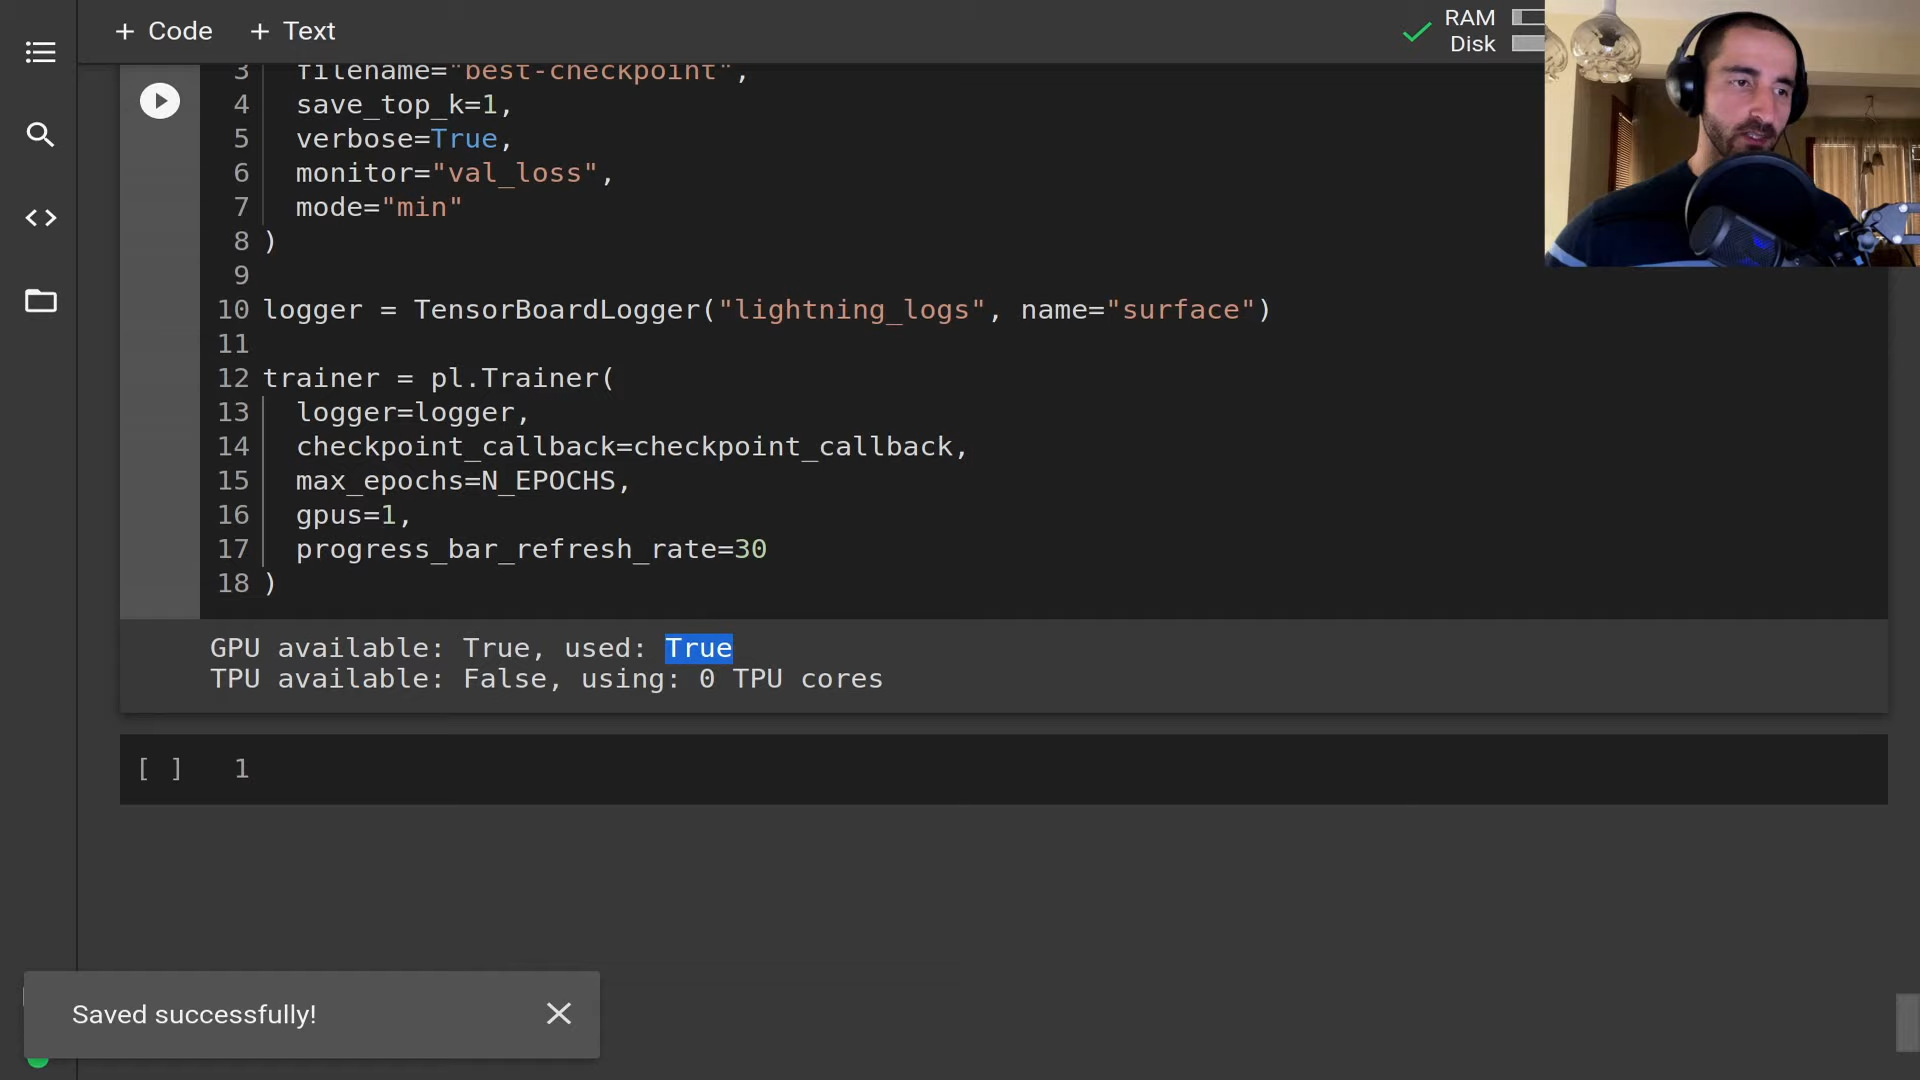 + Code + Text
RAM
Disk
3 filename="best-checkpoint",
4 save_top_k=1,
5 verbose=True,
6 monitor="val_loss",
7 mode="min"
8 )
9
10 logger = TensorBoardLogger("lightning_logs", name="surface")
11
12 trainer = pl.Trainer(
13 logger=logger,
14 checkpoint_callback=checkpoint_callback,
15 max_epochs=N_EPOCHS,
16 gpus=1,
17 progress_bar_refresh_rate=30
18 )
GPU available: True, used: True
TPU available: False, using: 0 TPU cores
[ ] 1
Saved successfully!